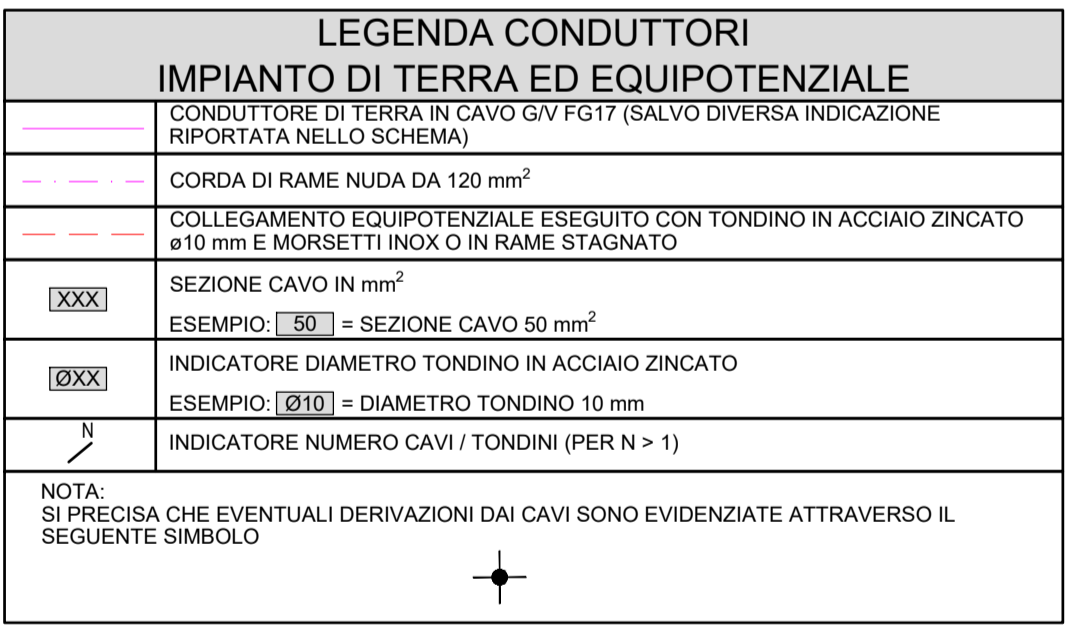 LEGENDA CONDUTTORI
IMPIANTO DI TERRA ED EQUIPOTENZIALE
CONDUTTORE DI TERRA IN CAVO G/V FG17 (SALVO DIVERSA INDICAZIONE
RIPORTATA NELLO SCHEMA)
CORDA DI RAME NUDA DA 120 mm²
COLLEGAMENTO EQUIPOTENZIALE ESEGUITO CON TONDINO IN ACCIAIO ZINCATO
ø10 mm E MORSETTI INOX O IN RAME STAGNATO
XXX
SEZIONE CAVO IN mm²
ESEMPIO: 50 = SEZIONE CAVO 50 mm²
ØXX
INDICATORE DIAMETRO TONDINO IN ACCIAIO ZINCATO
ESEMPIO: Ø10 = DIAMETRO TONDINO 10 mm
N
INDICATORE NUMERO CAVI / TONDINI (PER N > 1)
NOTA:
SI PRECISA CHE EVENTUALI DERIVAZIONI DAI CAVI SONO EVIDENZIATE ATTRAVERSO IL
SEGUENTE SIMBOLO